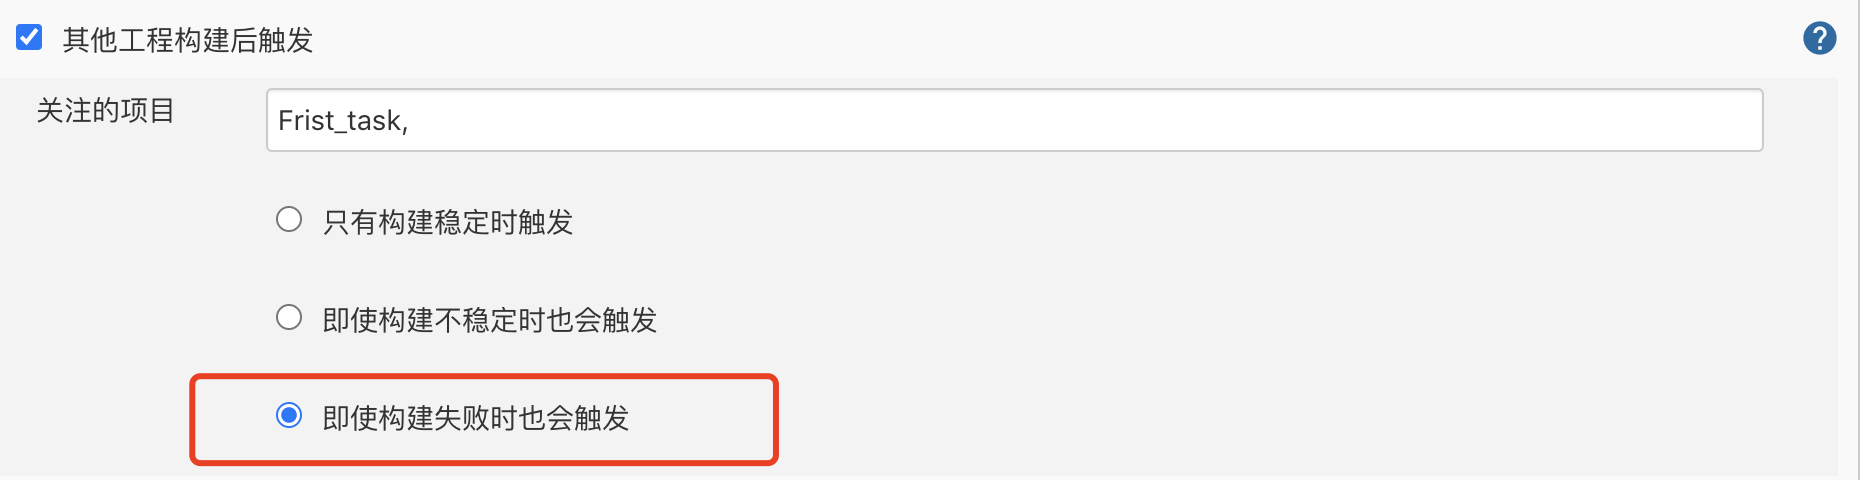 其他工程构建后触发
?
关注的项目
Frist_task,
只有构建稳定时触发
即使构建不稳定时也会触发
即使构建失败时也会触发